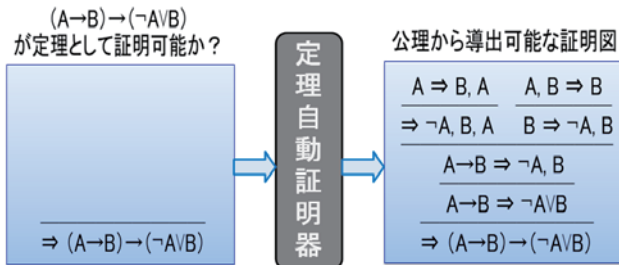 (A→B)→(¬A∨B)
が定理として証明可能か？
⇒ (A→B)→(¬A∨B)
定理自動証明器
公理から導出可能な証明図
A ⇒ B, A  A, B ⇒ B
⇒ ¬A, B, A  B ⇒ ¬A, B
A→B ⇒ ¬A, B
A→B ⇒ ¬A∨B
⇒ (A→B)→(¬A∨B)